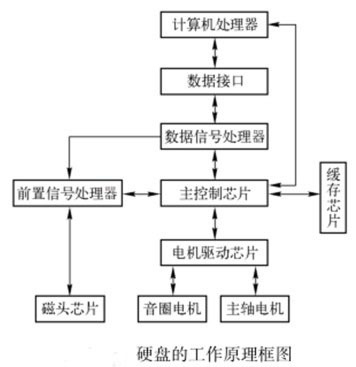 计算机处理器
数据接口
数据信号处理器
前置信号处理器
主控制芯片
缓存芯片
电机驱动芯片
磁头芯片
音圈电机
主轴电机
硬盘的工作原理框图